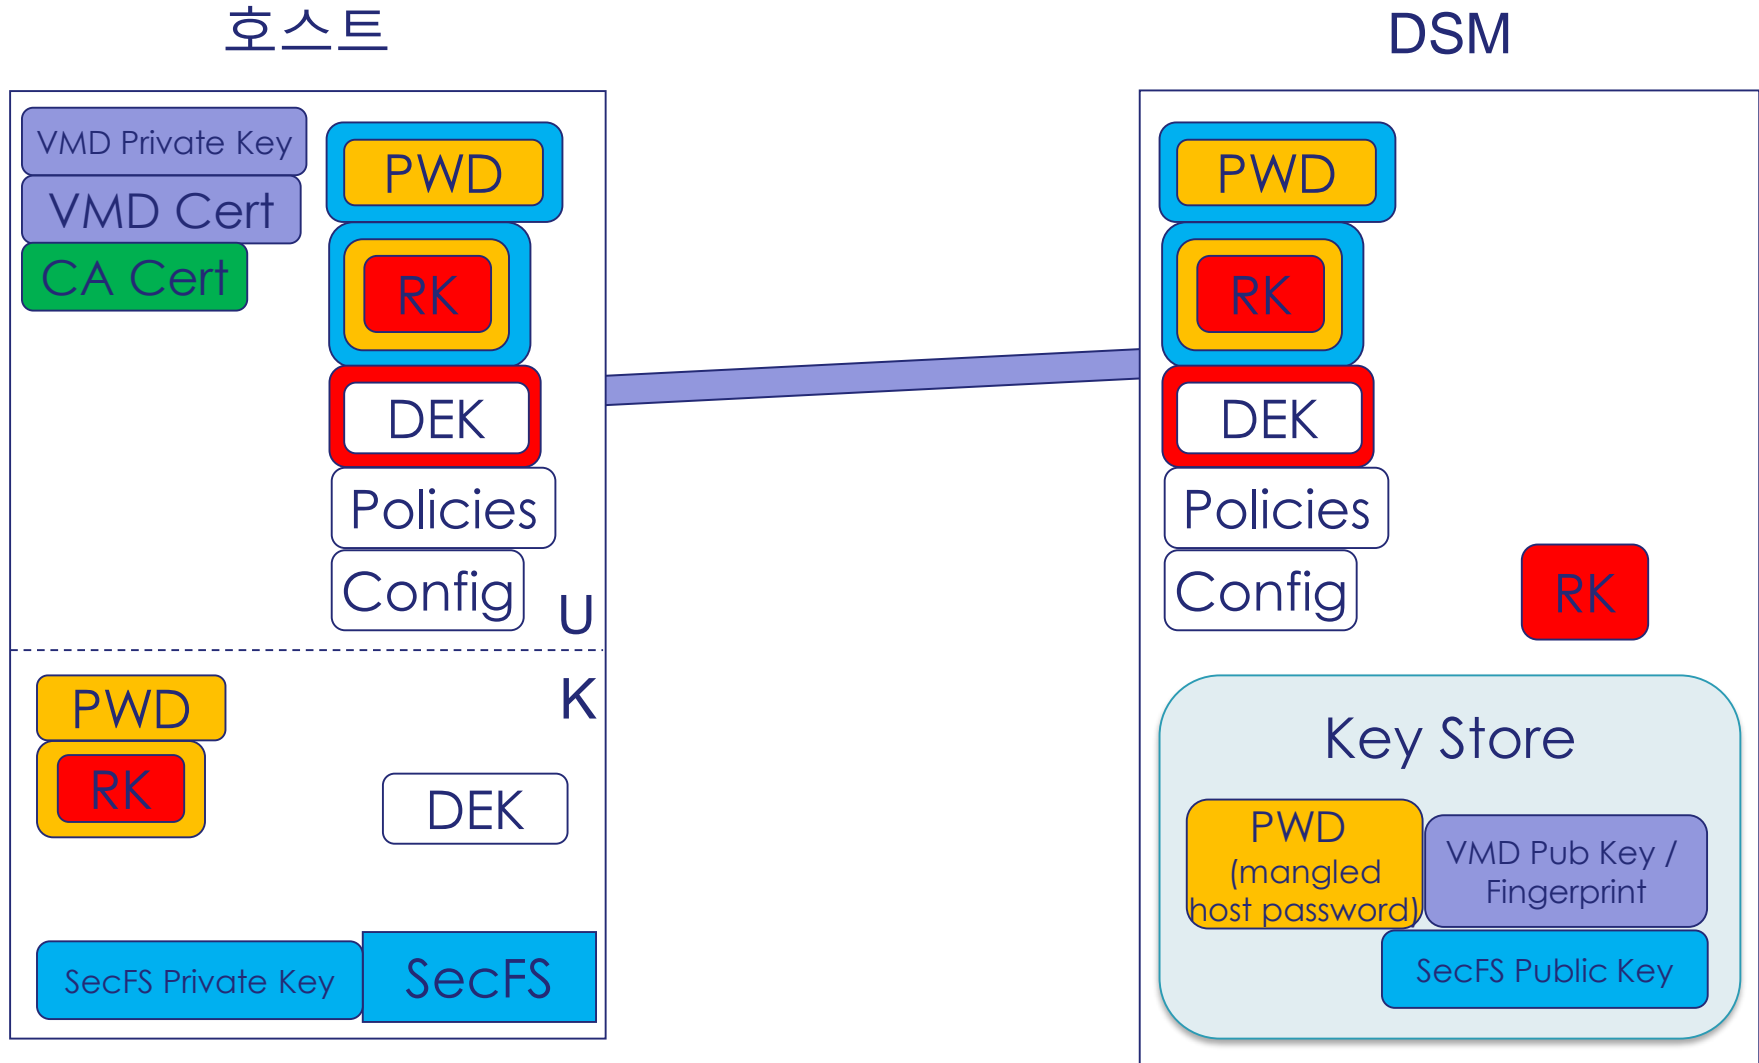 호스트
DSM
VMD Private Key
VMD Cert
CA Cert
PWD
RK
DEK
Policies
Config
U
PWD
RK
DEK
K
SecFS Private Key
SecFS
PWD
RK
DEK
Policies
Config
RK
Key Store
PWD
(mangled
host password)
VMD Pub Key /
Fingerprint
SecFS Public Key